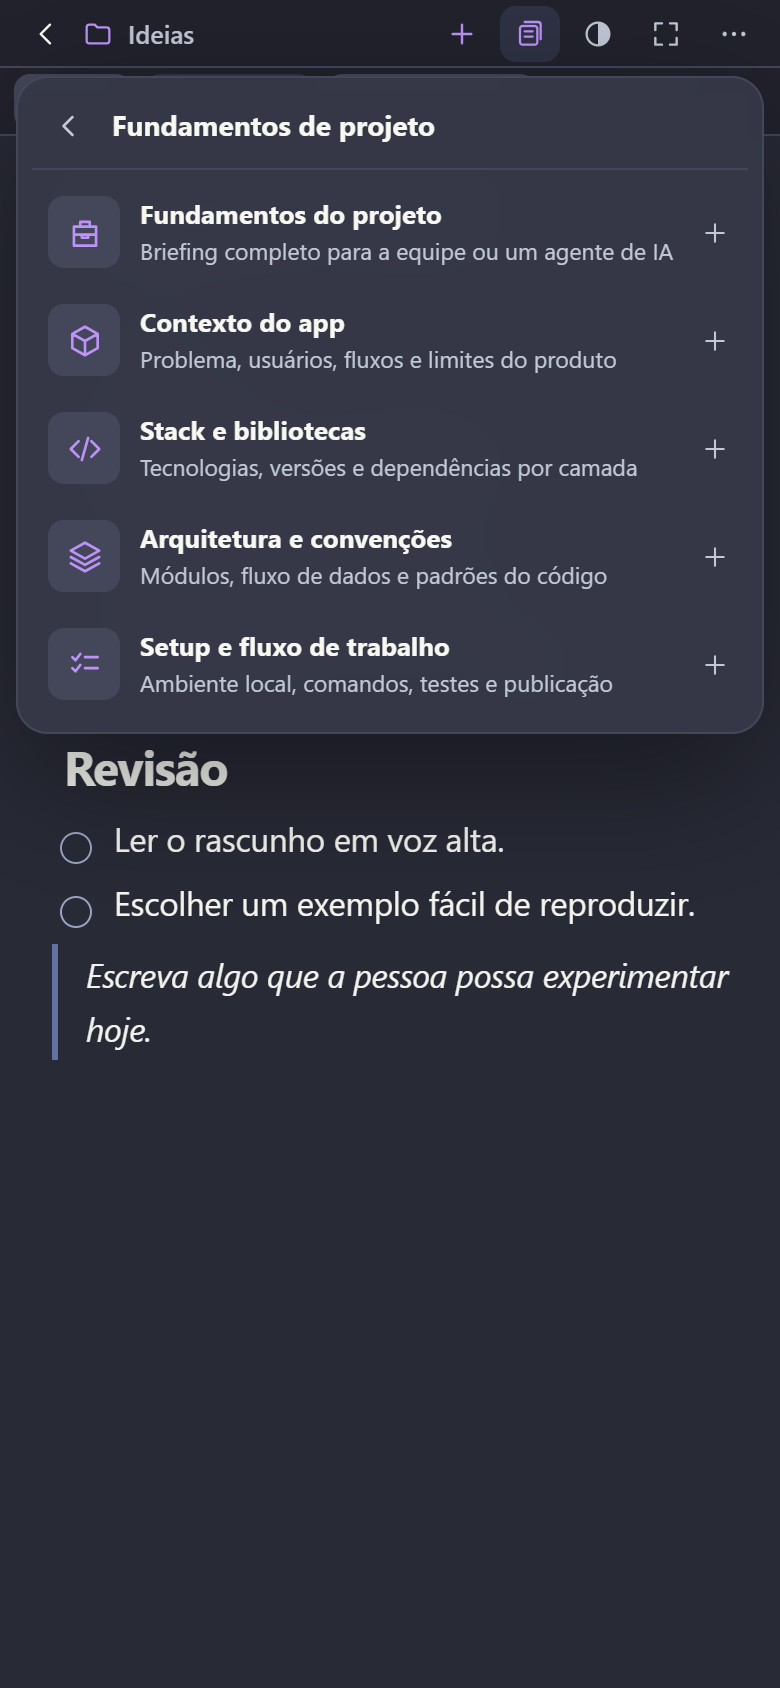 Ideias
Fundamentos de projeto
Fundamentos do projeto
Briefing completo para a equipe ou um agente de IA
Contexto do app
Problema, usuários, fluxos e limites do produto
Stack e bibliotecas
Tecnologias, versões e dependências por camada
Arquitetura e convenções
Módulos, fluxo de dados e padrões do código
Setup e fluxo de trabalho
Ambiente local, comandos, testes e publicação
Revisão
Ler o rascunho em voz alta.
Escolher um exemplo fácil de reproduzir.
Escreva algo que a pessoa possa experimentar
hoje.